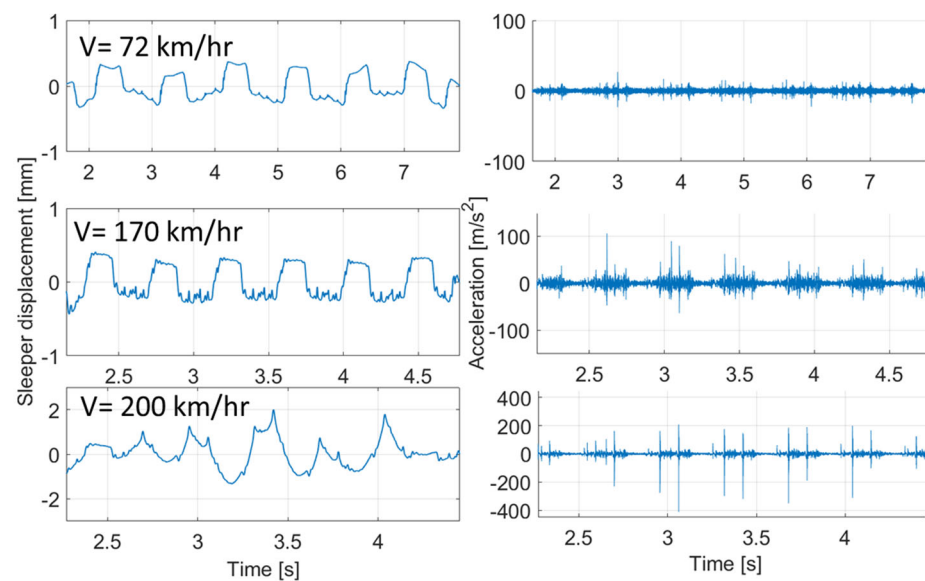 V= 72 km/hr
1
0
-1
2 3 4 5 6 7
100
0
-100
2 3 4 5 6 7
V= 170 km/hr
1
0
-1
2.5 3 3.5 4 4.5
100
0
-100
2.5 3 3.5 4 4.5
V= 200 km/hr
2
0
-2
2.5 3 3.5 4
Time [s]
400
200
0
-200
-400
2.5 3 3.5 4
Time [s]
Sleeper displacement [mm]
Acceleration [m/s²]